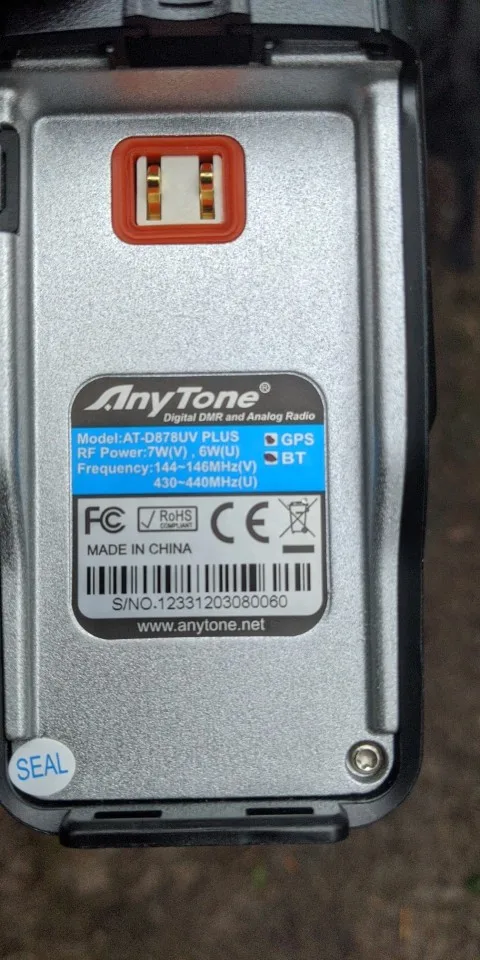 AnyTone®
Digital DMR and Analog Radio
Model:AT-D878UV PLUS
GPS
RF Power:7W(V) , 6W(U)
BT
Frequency:144~146MHz(V)
430~440MHz(U)
FC
RoHS
COMPLIANT
CE
MADE IN CHINA
S/NO.12331203080060
www.anytone.net
SEAL